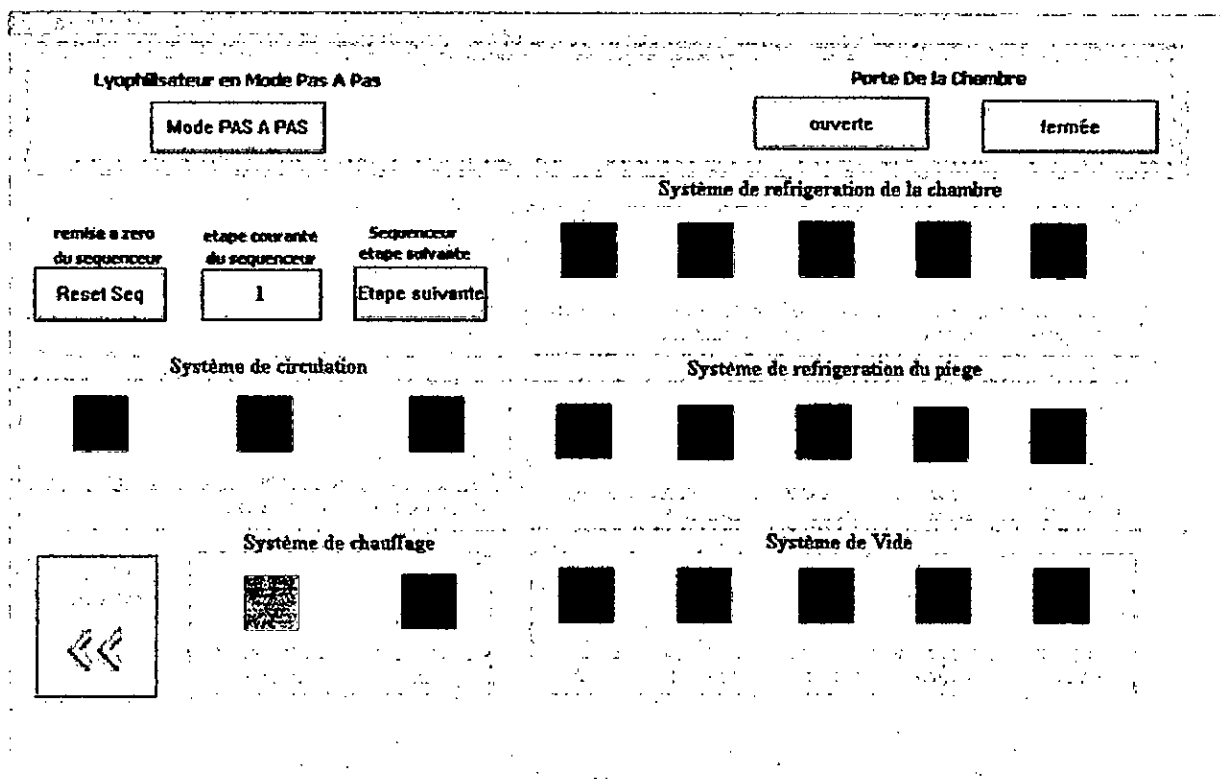 Lyophilisateur en Mode Pas A Pas
Mode PAS A PAS
Porte De la Chambre
ouverte
fermée
Système de refrigeration de la chambre
remise a zero
du sequenceur
Reset Seq
etape courante
du sequenceur
1
Sequenceur
etape suivante
Etape suivante
Système de circulation
Système de refrigeration du piege
Système de chauffage
Système de Vide
<<